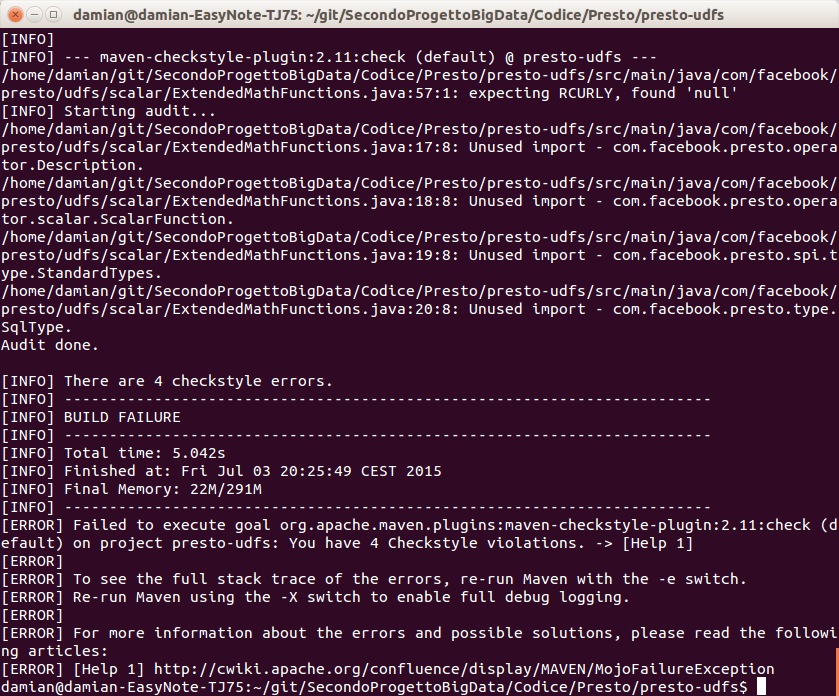 damian@damian-EasyNote-TJ75: ~/git/SecondoProgettoBigData/Codice/Presto/presto-udfs
[INFO]
[INFO] --- maven-checkstyle-plugin:2.11:check (default) @ presto-udfs ---
/home/damian/git/SecondoProgettoBigData/Codice/Presto/presto-udfs/src/main/java/com/facebook/
presto/udfs/scalar/ExtendedMathFunctions.java:57:1: expecting RCURLY, found 'null'
[INFO] Starting audit...
/home/damian/git/SecondoProgettoBigData/Codice/Presto/presto-udfs/src/main/java/com/facebook/
presto/udfs/scalar/ExtendedMathFunctions.java:17:8: Unused import - com.facebook.presto.opera
tor.Description.
/home/damian/git/SecondoProgettoBigData/Codice/Presto/presto-udfs/src/main/java/com/facebook/
presto/udfs/scalar/ExtendedMathFunctions.java:18:8: Unused import - com.facebook.presto.opera
tor.scalar.ScalarFunction.
/home/damian/git/SecondoProgettoBigData/Codice/Presto/presto-udfs/src/main/java/com/facebook/
presto/udfs/scalar/ExtendedMathFunctions.java:19:8: Unused import - com.facebook.presto.spi.t
ype.StandardTypes.
/home/damian/git/SecondoProgettoBigData/Codice/Presto/presto-udfs/src/main/java/com/facebook/
presto/udfs/scalar/ExtendedMathFunctions.java:20:8: Unused import - com.facebook.presto.type.
SqlType.
Audit done.
[INFO] There are 4 checkstyle errors.
[INFO] ------------------------------------------------------------------------
[INFO] BUILD FAILURE
[INFO] ------------------------------------------------------------------------
[INFO] Total time: 5.042s
[INFO] Finished at: Fri Jul 03 20:25:49 CEST 2015
[INFO] Final Memory: 22M/291M
[INFO] ------------------------------------------------------------------------
[ERROR] Failed to execute goal org.apache.maven.plugins:maven-checkstyle-plugin:2.11:check (d
efault) on project presto-udfs: You have 4 Checkstyle violations. -> [Help 1]
[ERROR]
[ERROR] To see the full stack trace of the errors, re-run Maven with the -e switch.
[ERROR] Re-run Maven using the -X switch to enable full debug logging.
[ERROR]
[ERROR] For more information about the errors and possible solutions, please read the followi
ng articles:
[ERROR] [Help 1] http://cwiki.apache.org/confluence/display/MAVEN/MojoFailureException
damian@damian-EasyNote-TJ75:~/git/SecondoProgettoBigData/Codice/Presto/presto-udfs$